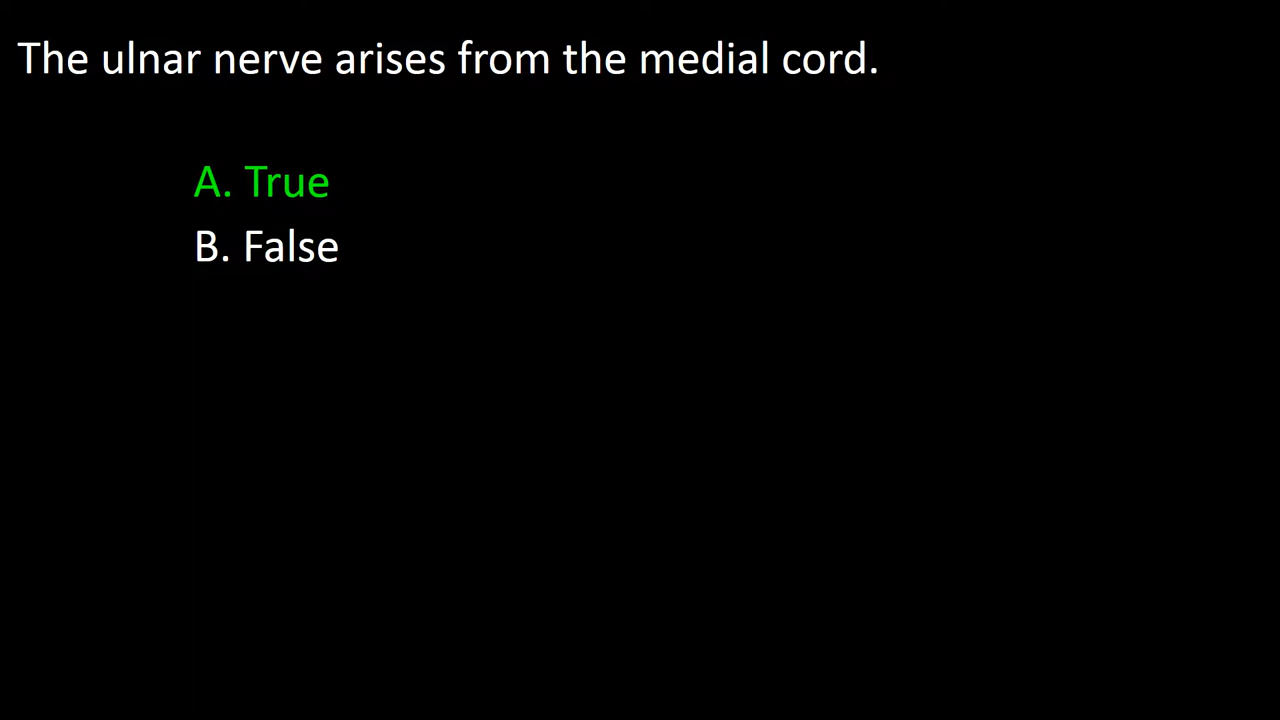 The ulnar nerve arises from the medial cord.
A. True
B. False